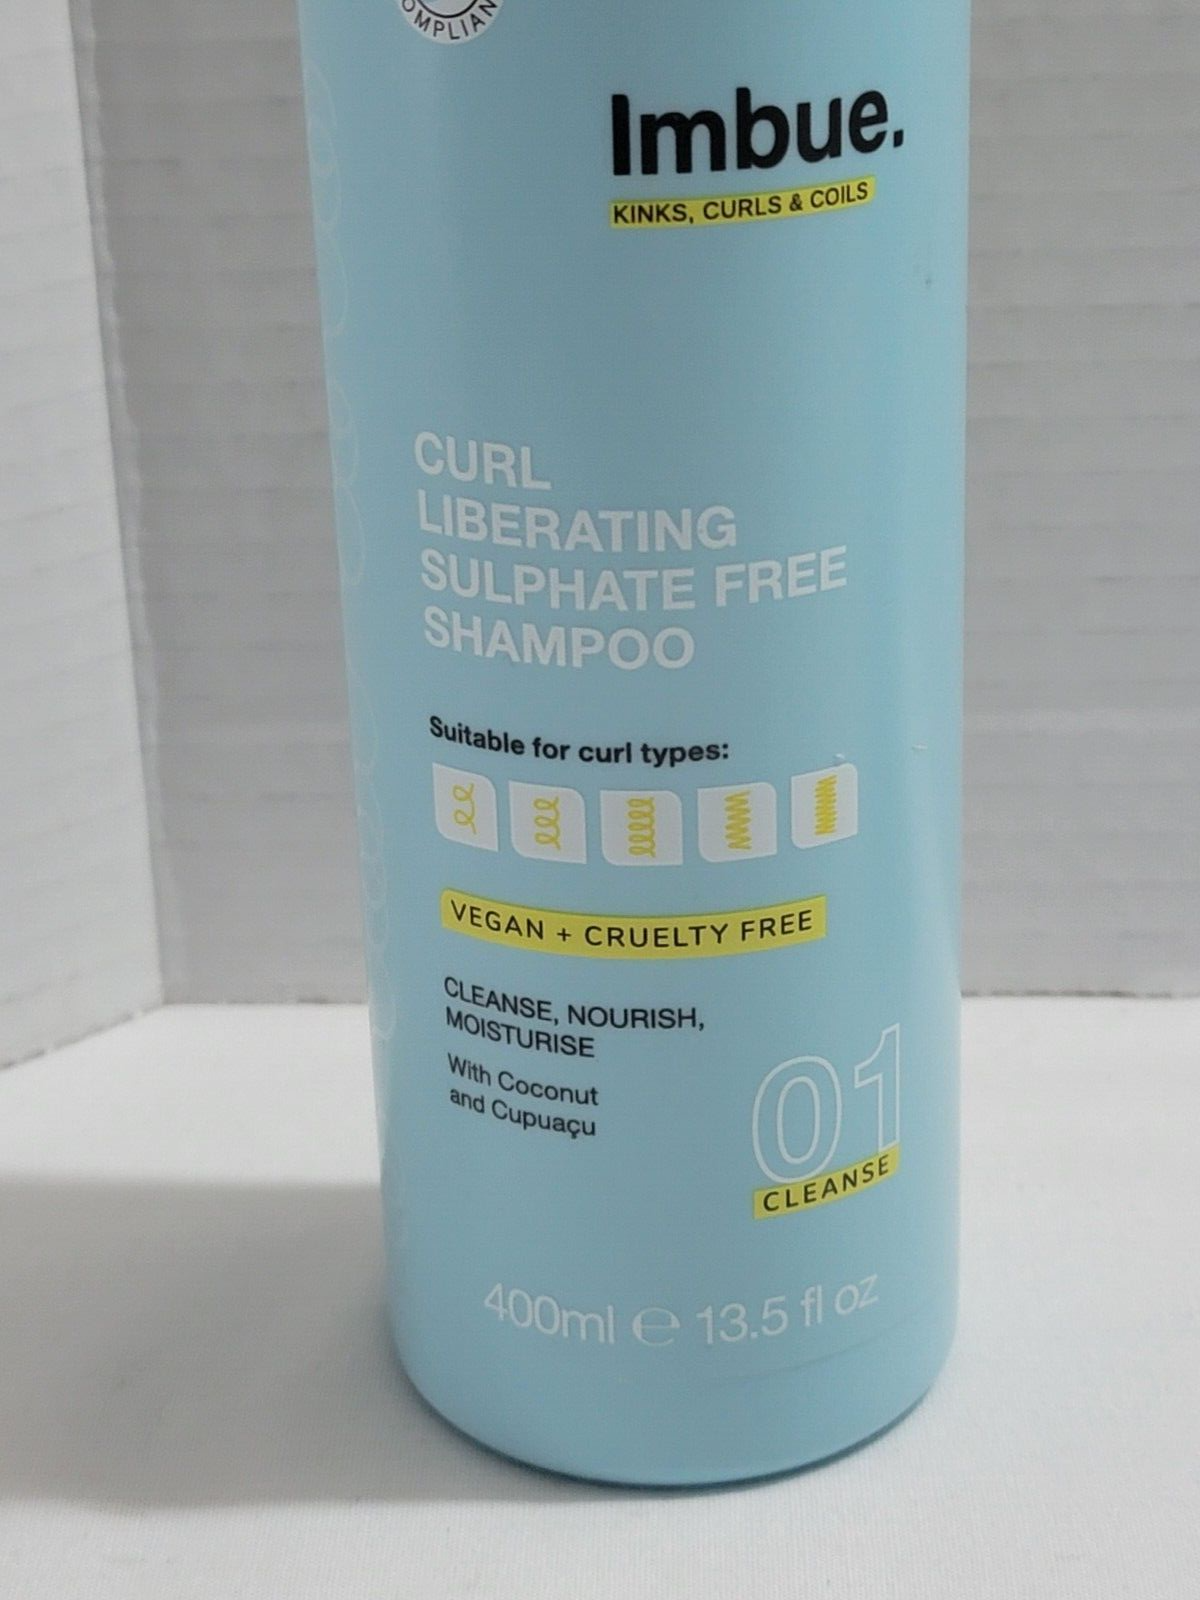 Imbue.
KINKS, CURLS & COILS
CURL
LIBERATING
SULPHATE FREE
SHAMPOO
Suitable for curl types:
VEGAN + CRUELTY FREE
CLEANSE, NOURISH,
MOISTURISE
With Coconut
and Cupuaçu
01
CLEANSE
400ml ℮ 13.5 fl oz